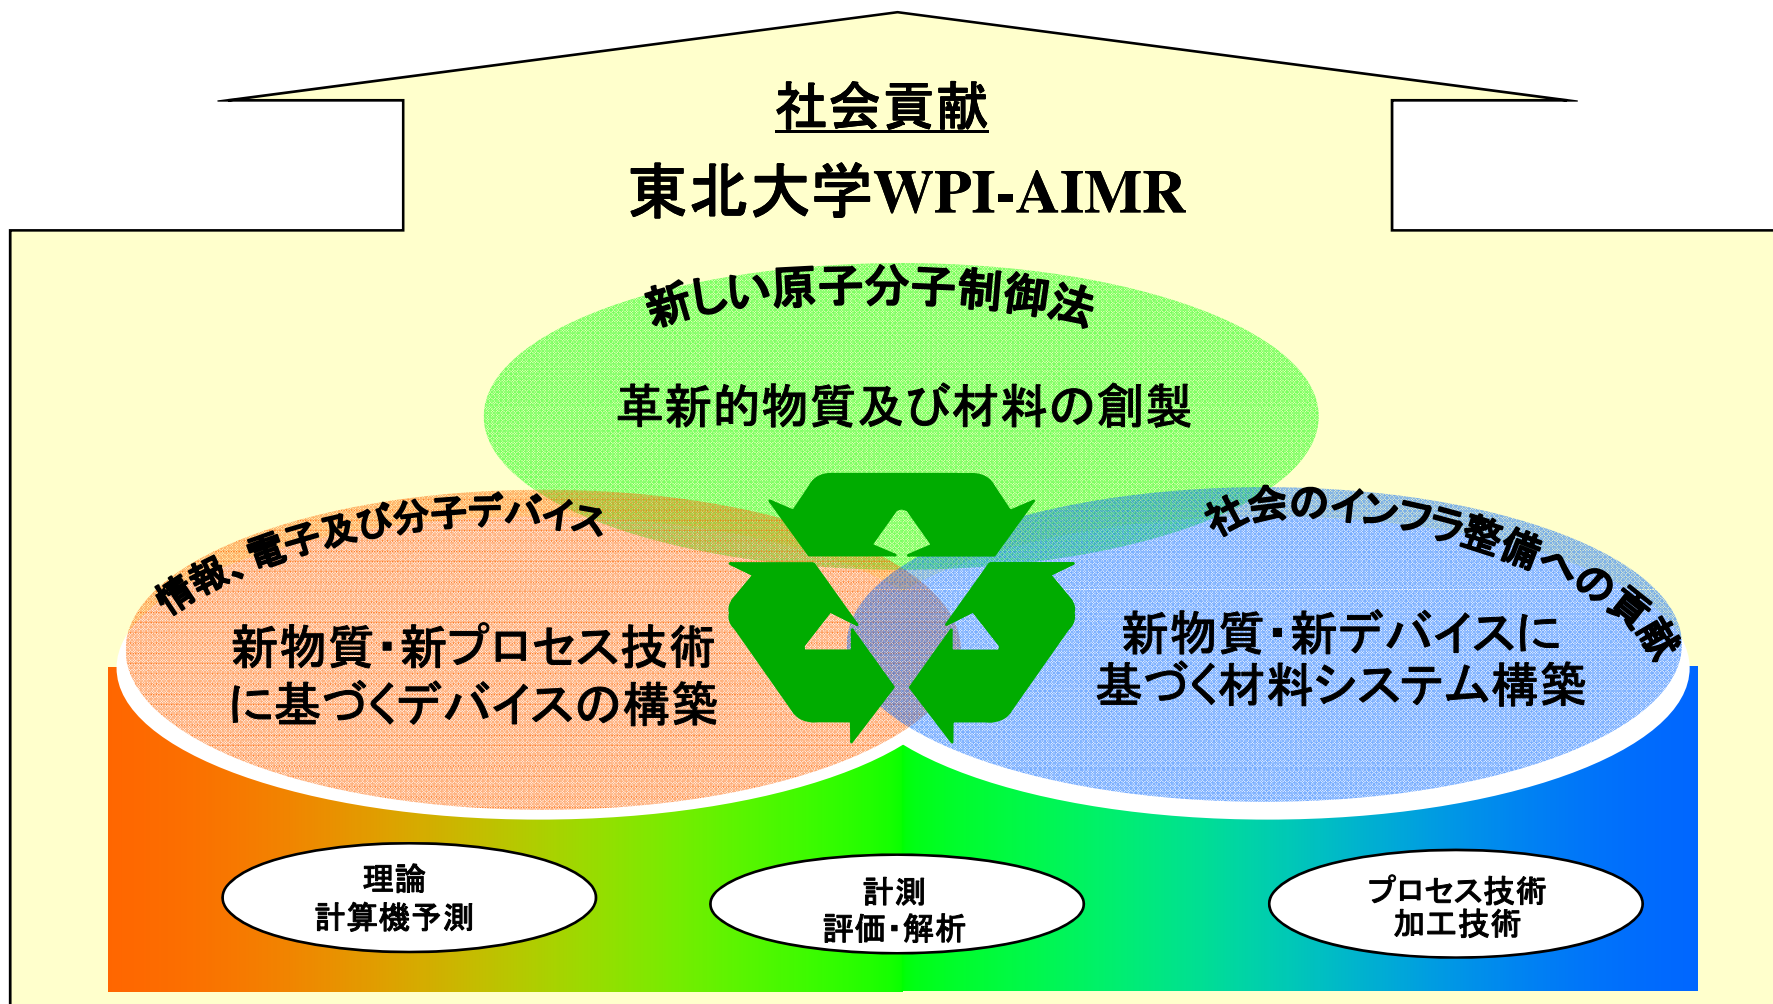 社会貢献
東北大学WPI-AIMR
新しい原子分子制御法
革新的物質及び材料の創製
情報、電子及び分子デバイス
新物質・新プロセス技術
に基づくデバイスの構築
社会のインフラ整備への貢献
新物質・新デバイスに
基づく材料システム構築
理論
計算機予測
計測
評価・解析
プロセス技術
加工技術